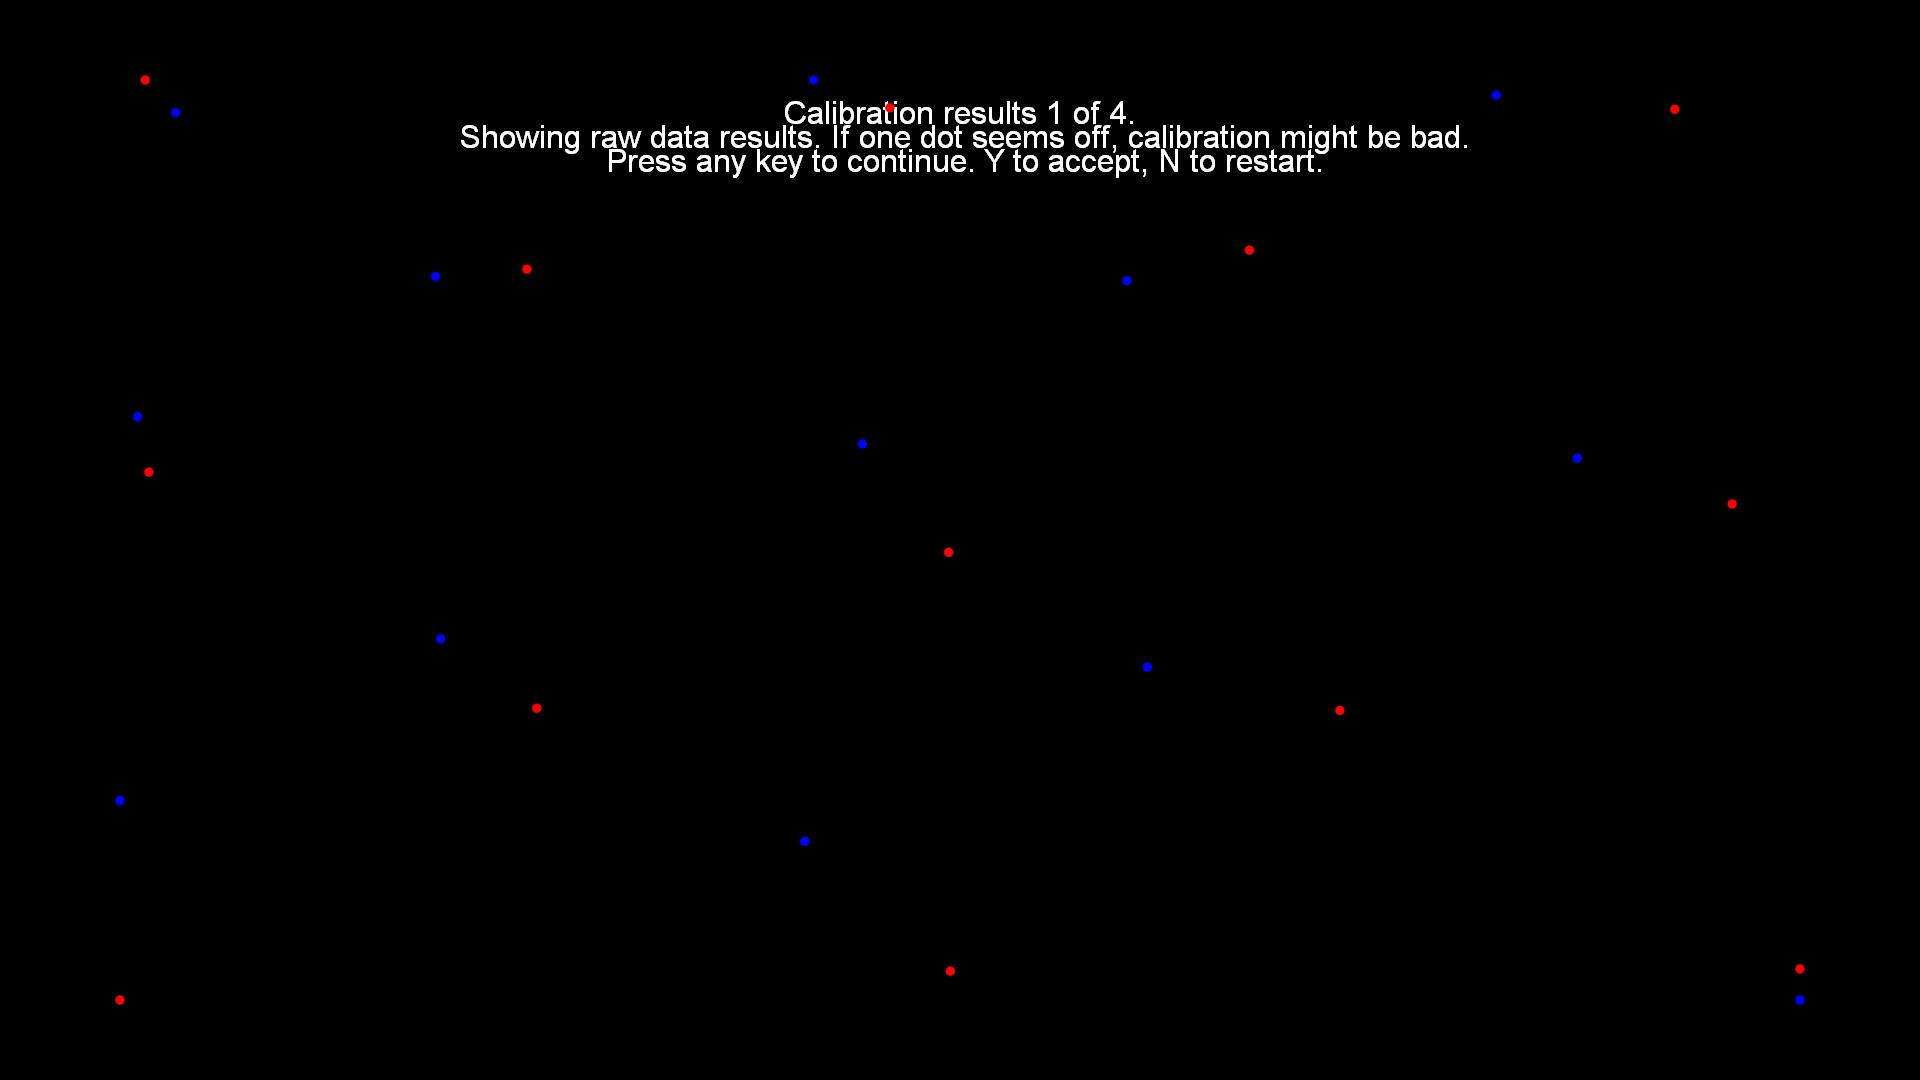 Calibration results 1 of 4.
Showing raw data results. If one dot seems off, calibration might be bad.
Press any key to continue. Y to accept, N to restart.